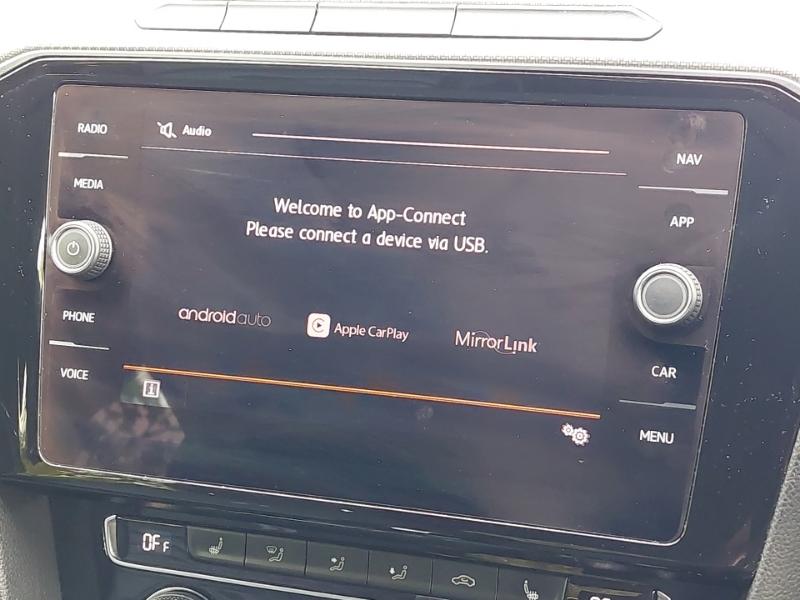 RADIO
MEDIA
PHONE
VOICE
Audio
Welcome to App-Connect
Please connect a device via USB.
androidauto
Apple CarPlay
MirrorLink
NAV
APP
CAR
MENU
OFF